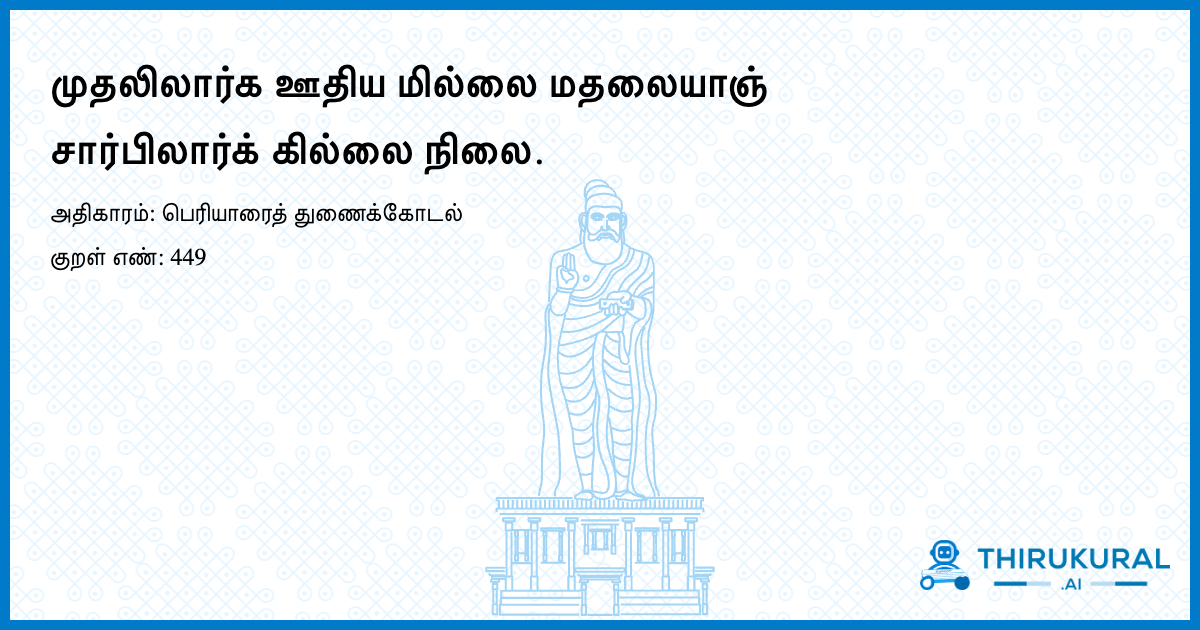 முதலிலார்க ஊதிய மில்லை மதலையாஞ்
சார்பிலார்க் கில்லை நிலை.
அதிகாரம்: பெரியாரைத் துணைக்கோடல்
குறள் எண்: 449
THIRUKURAL
.AI